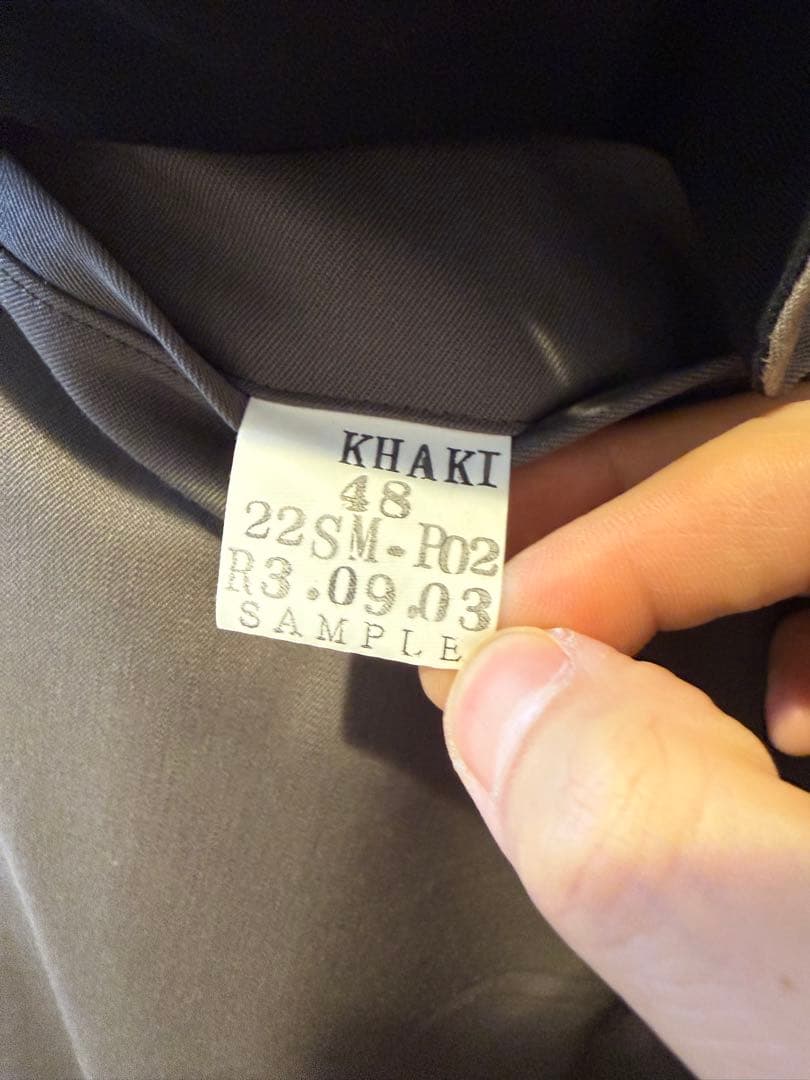 KHAKI
48
22SM-P02
R3.09.03
SAMPLE